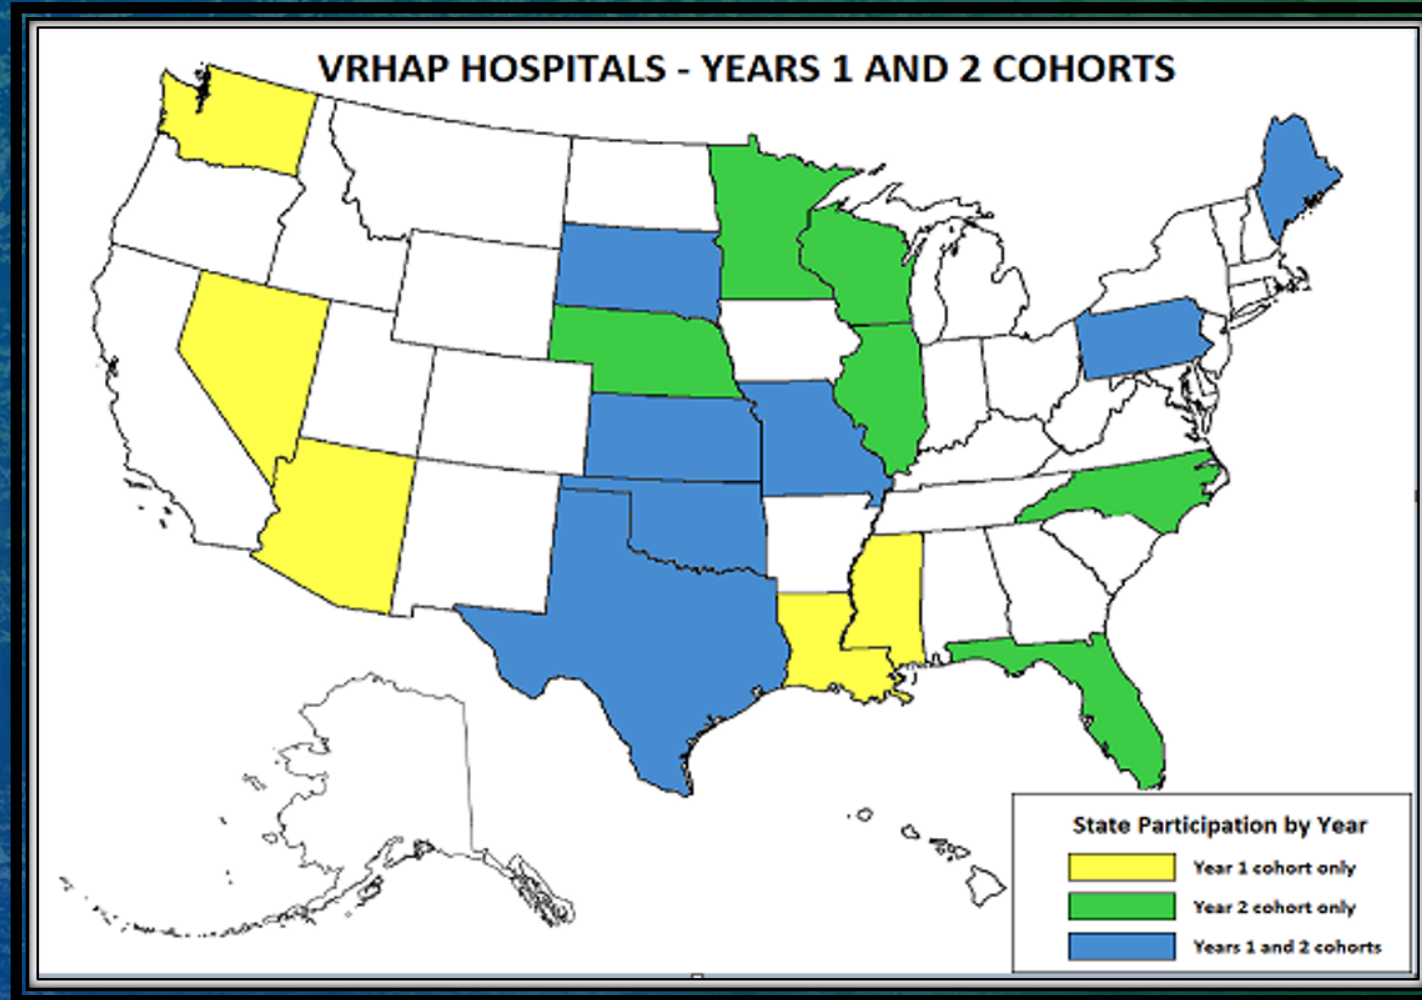 VRHAP HOSPITALS - YEARS 1 AND 2 COHORTS
State Participation by Year
Year 1 cohort only
Year 2 cohort only
Years 1 and 2 cohorts